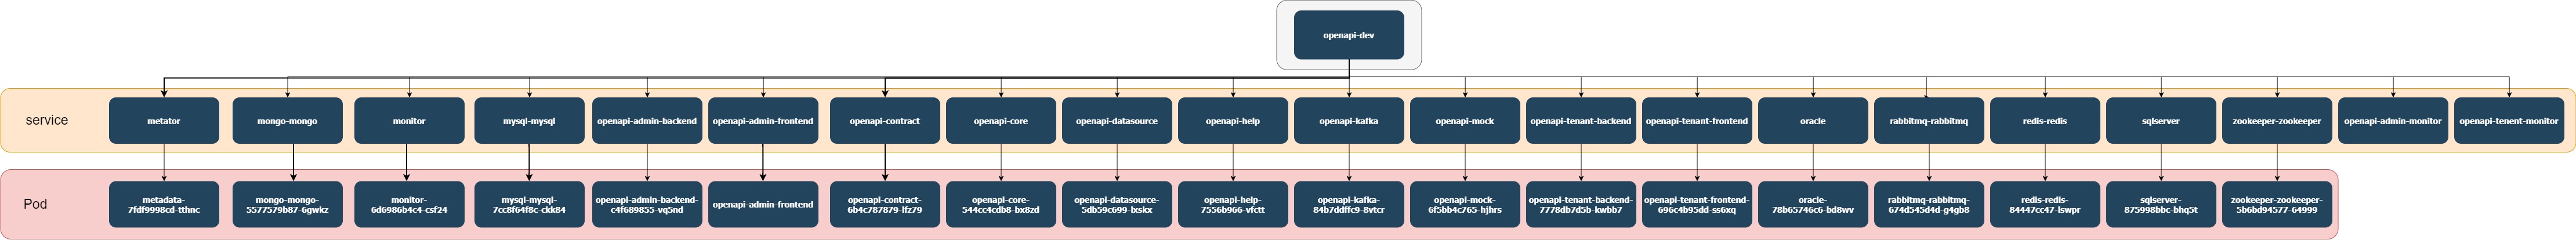 openapi-dev
service
metator
mongo-mongo
monitor
mysql-mysql
openapi-admin-backend
openapi-admin-frontend
openapi-contract
openapi-core
openapi-datasource
openapi-help
openapi-kafka
openapi-mock
openapi-tenant-backend
openapi-tenant-frontend
oracle
rabbitmq-rabbitmq
redis-redis
sqlserver
zookeeper-zookeeper
openapi-admin-monitor
openapi-tenent-monitor
Pod
metadata-
7fdf9998cd-tthnc
mongo-mongo-
5577579b87-6gwkz
monitor-
6d6986b4c4-csf24
mysql-mysql-
7cc8f64f8c-ckk84
openapi-admin-backend-
c4f689855-vq5nd
openapi-admin-frontend
openapi-contract-
6b4c787879-lfz79
openapi-core-
544cc4cdb8-bx8zd
openapi-datasource-
5db59c699-lxskx
openapi-help-
7556b966-vfctt
openapi-kafka-
84b7ddffc9-8vtcr
openapi-mock-
6f5bb4c765-hjhrs
openapi-tenant-backend-
7778db7d5b-kwbb7
openapi-tenant-frontend-
696c4b95dd-ss6xq
oracle-
78b65746c6-bd8wv
rabbitmq-rabbitmq-
674d545d4d-g4gb8
redis-redis-
84447cc47-lswpr
sqlserver-
875998bbc-bhq5t
zookeeper-zookeeper-
5b6bd94577-64999